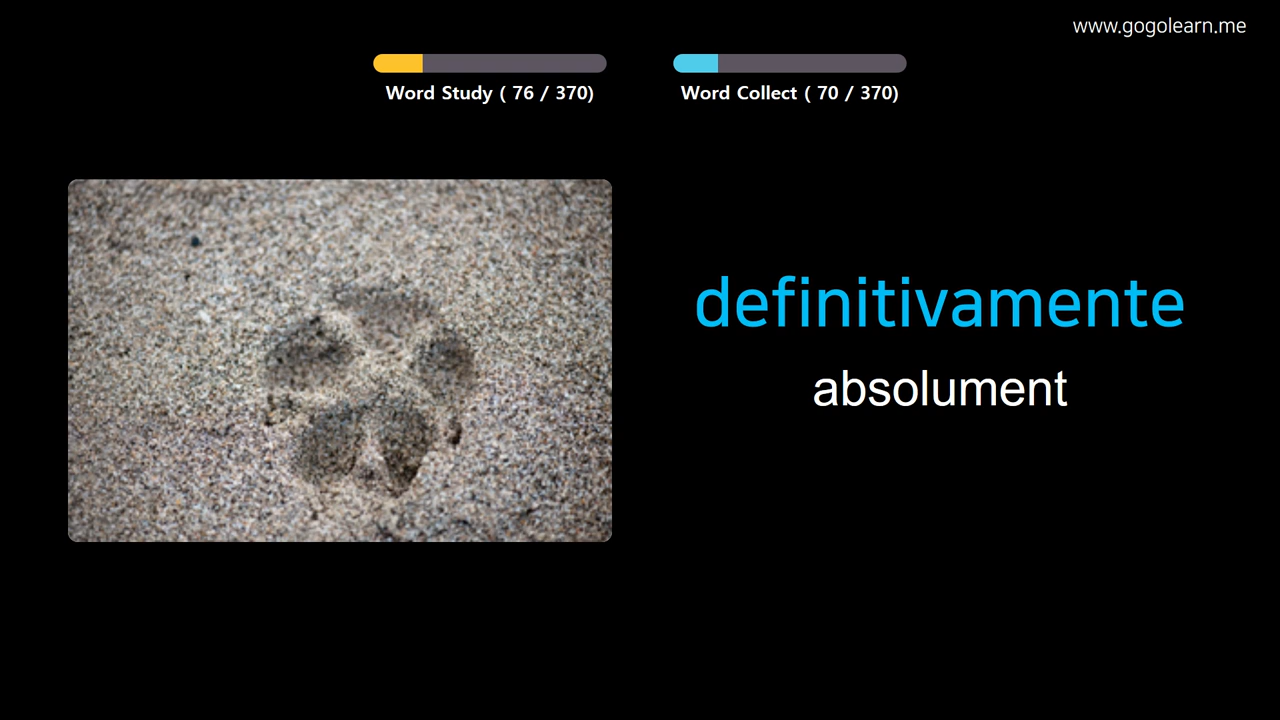 www.gogolearn.me
Word Study ( 76 / 370)
Word Collect ( 70 / 370)
definitivamente
absolument